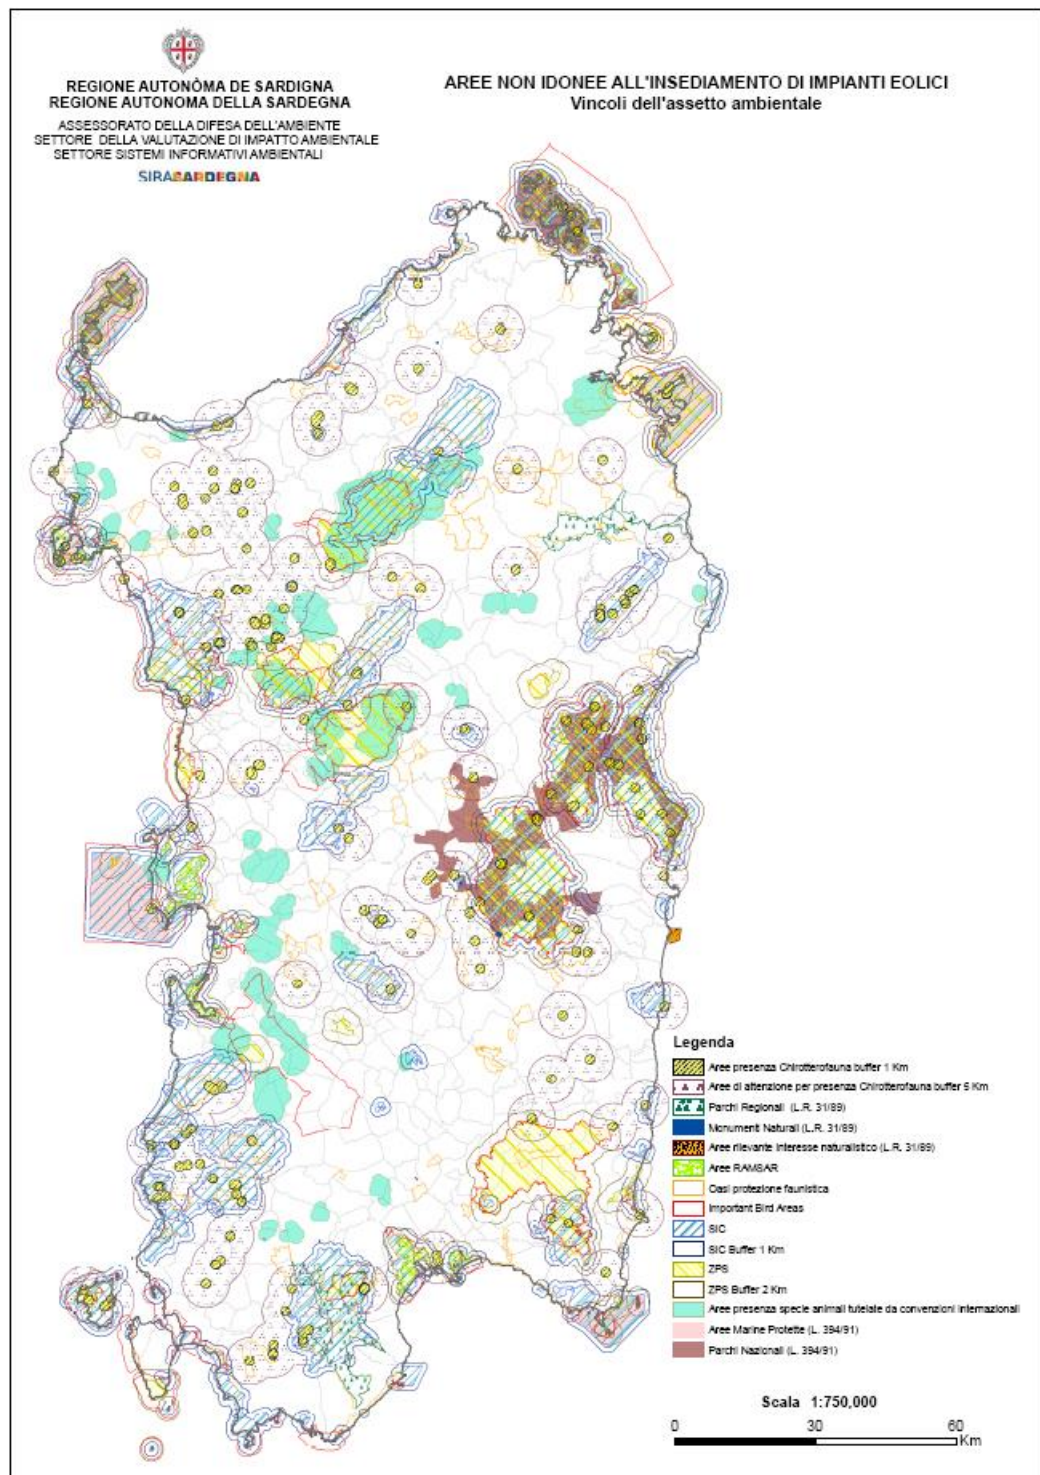 REGIONE AUTONÒMA DE SARDIGNA
REGIONE AUTONOMA DELLA SARDEGNA
ASSESSORATO DELLA DIFESA DELL'AMBIENTE
SETTORE DELLA VALUTAZIONE DI IMPATTO AMBIENTALE
SETTORE SISTEMI INFORMATIVI AMBIENTALI
SIRASARDEGNA
AREE NON IDONEE ALL'INSEDIAMENTO DI IMPIANTI EOLICI
Vincoli dell'assetto ambientale
Legenda
Aree presenza Chirotterofauna buffer 1 Km
Aree di attenzione per presenza Chirotterofauna buffer 5 Km
Parchi Regionali (L.R. 31/89)
Monumenti Naturali (L.R. 31/89)
Aree rilevante interesse naturalistico (L.R. 31/89)
Aree RAMSAR
Oasi protezione faunistica
Important Bird Areas
SIC
SIC Buffer 1 Km
ZPS
ZPS Buffer 2 Km
Aree presenza specie animali tutelate da convenzioni internazionali
Aree Marine Protette (L. 394/91)
Parchi Nazionali (L. 394/91)
Scala 1:750,000
0 30 60
Km